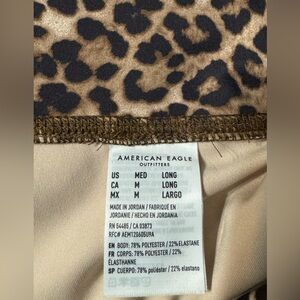 AMERICAN EAGLE
OUTFITTERS
US MED LONG
CA M LONG
MX M LARGO
MADE IN JORDAN / FABRIQUÉ EN
JORDANIE / HECHO EN JORDANIA
RN 54485 / CA 03873
RFC# AEM1206065U9A
EN BODY: 78% POLYESTER / 22% ELASTANE
FR CORPS: 78% POLYESTER / 22%
ÉLASTHANNE
SP CUERPO: 78% poliéster / 22% elastano